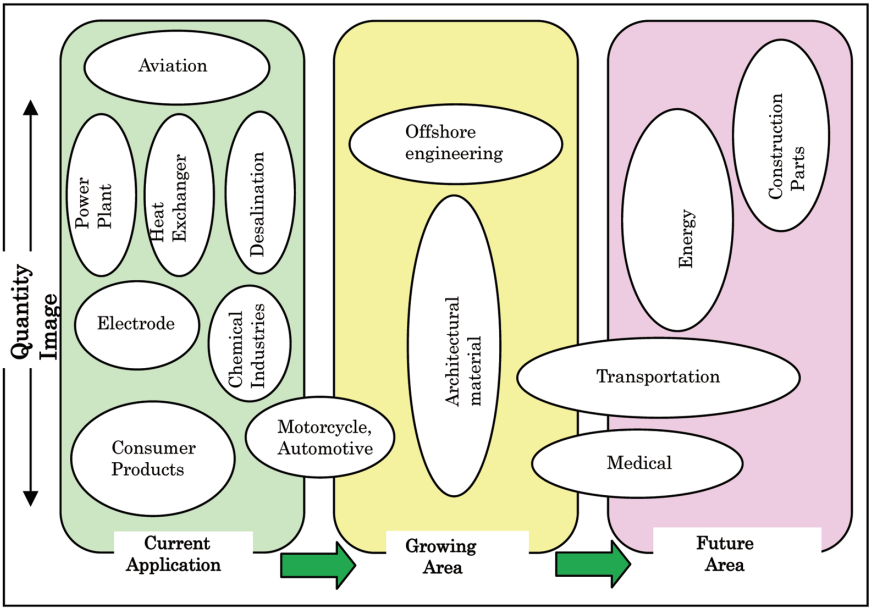 Aviation
Power
Plant
Heat
Exchanger
Desalination
Electrode
Chemical
Industries
Consumer
Products
Motorcycle,
Automotive
Offshore
engineering
Architectural
material
Construction
Parts
Energy
Transportation
Medical
Quantity
Image
Current
Application
Growing
Area
Future
Area